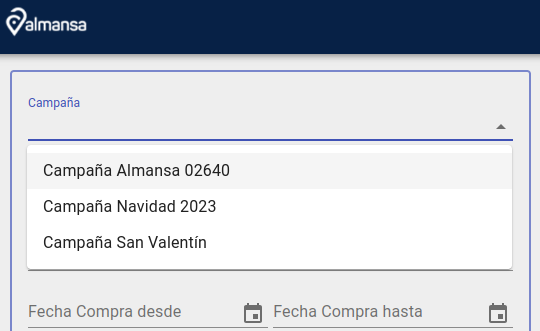 almansa
Campaña
Campaña Almansa 02640
Campaña Navidad 2023
Campaña San Valentín
Fecha Compra desde
Fecha Compra hasta